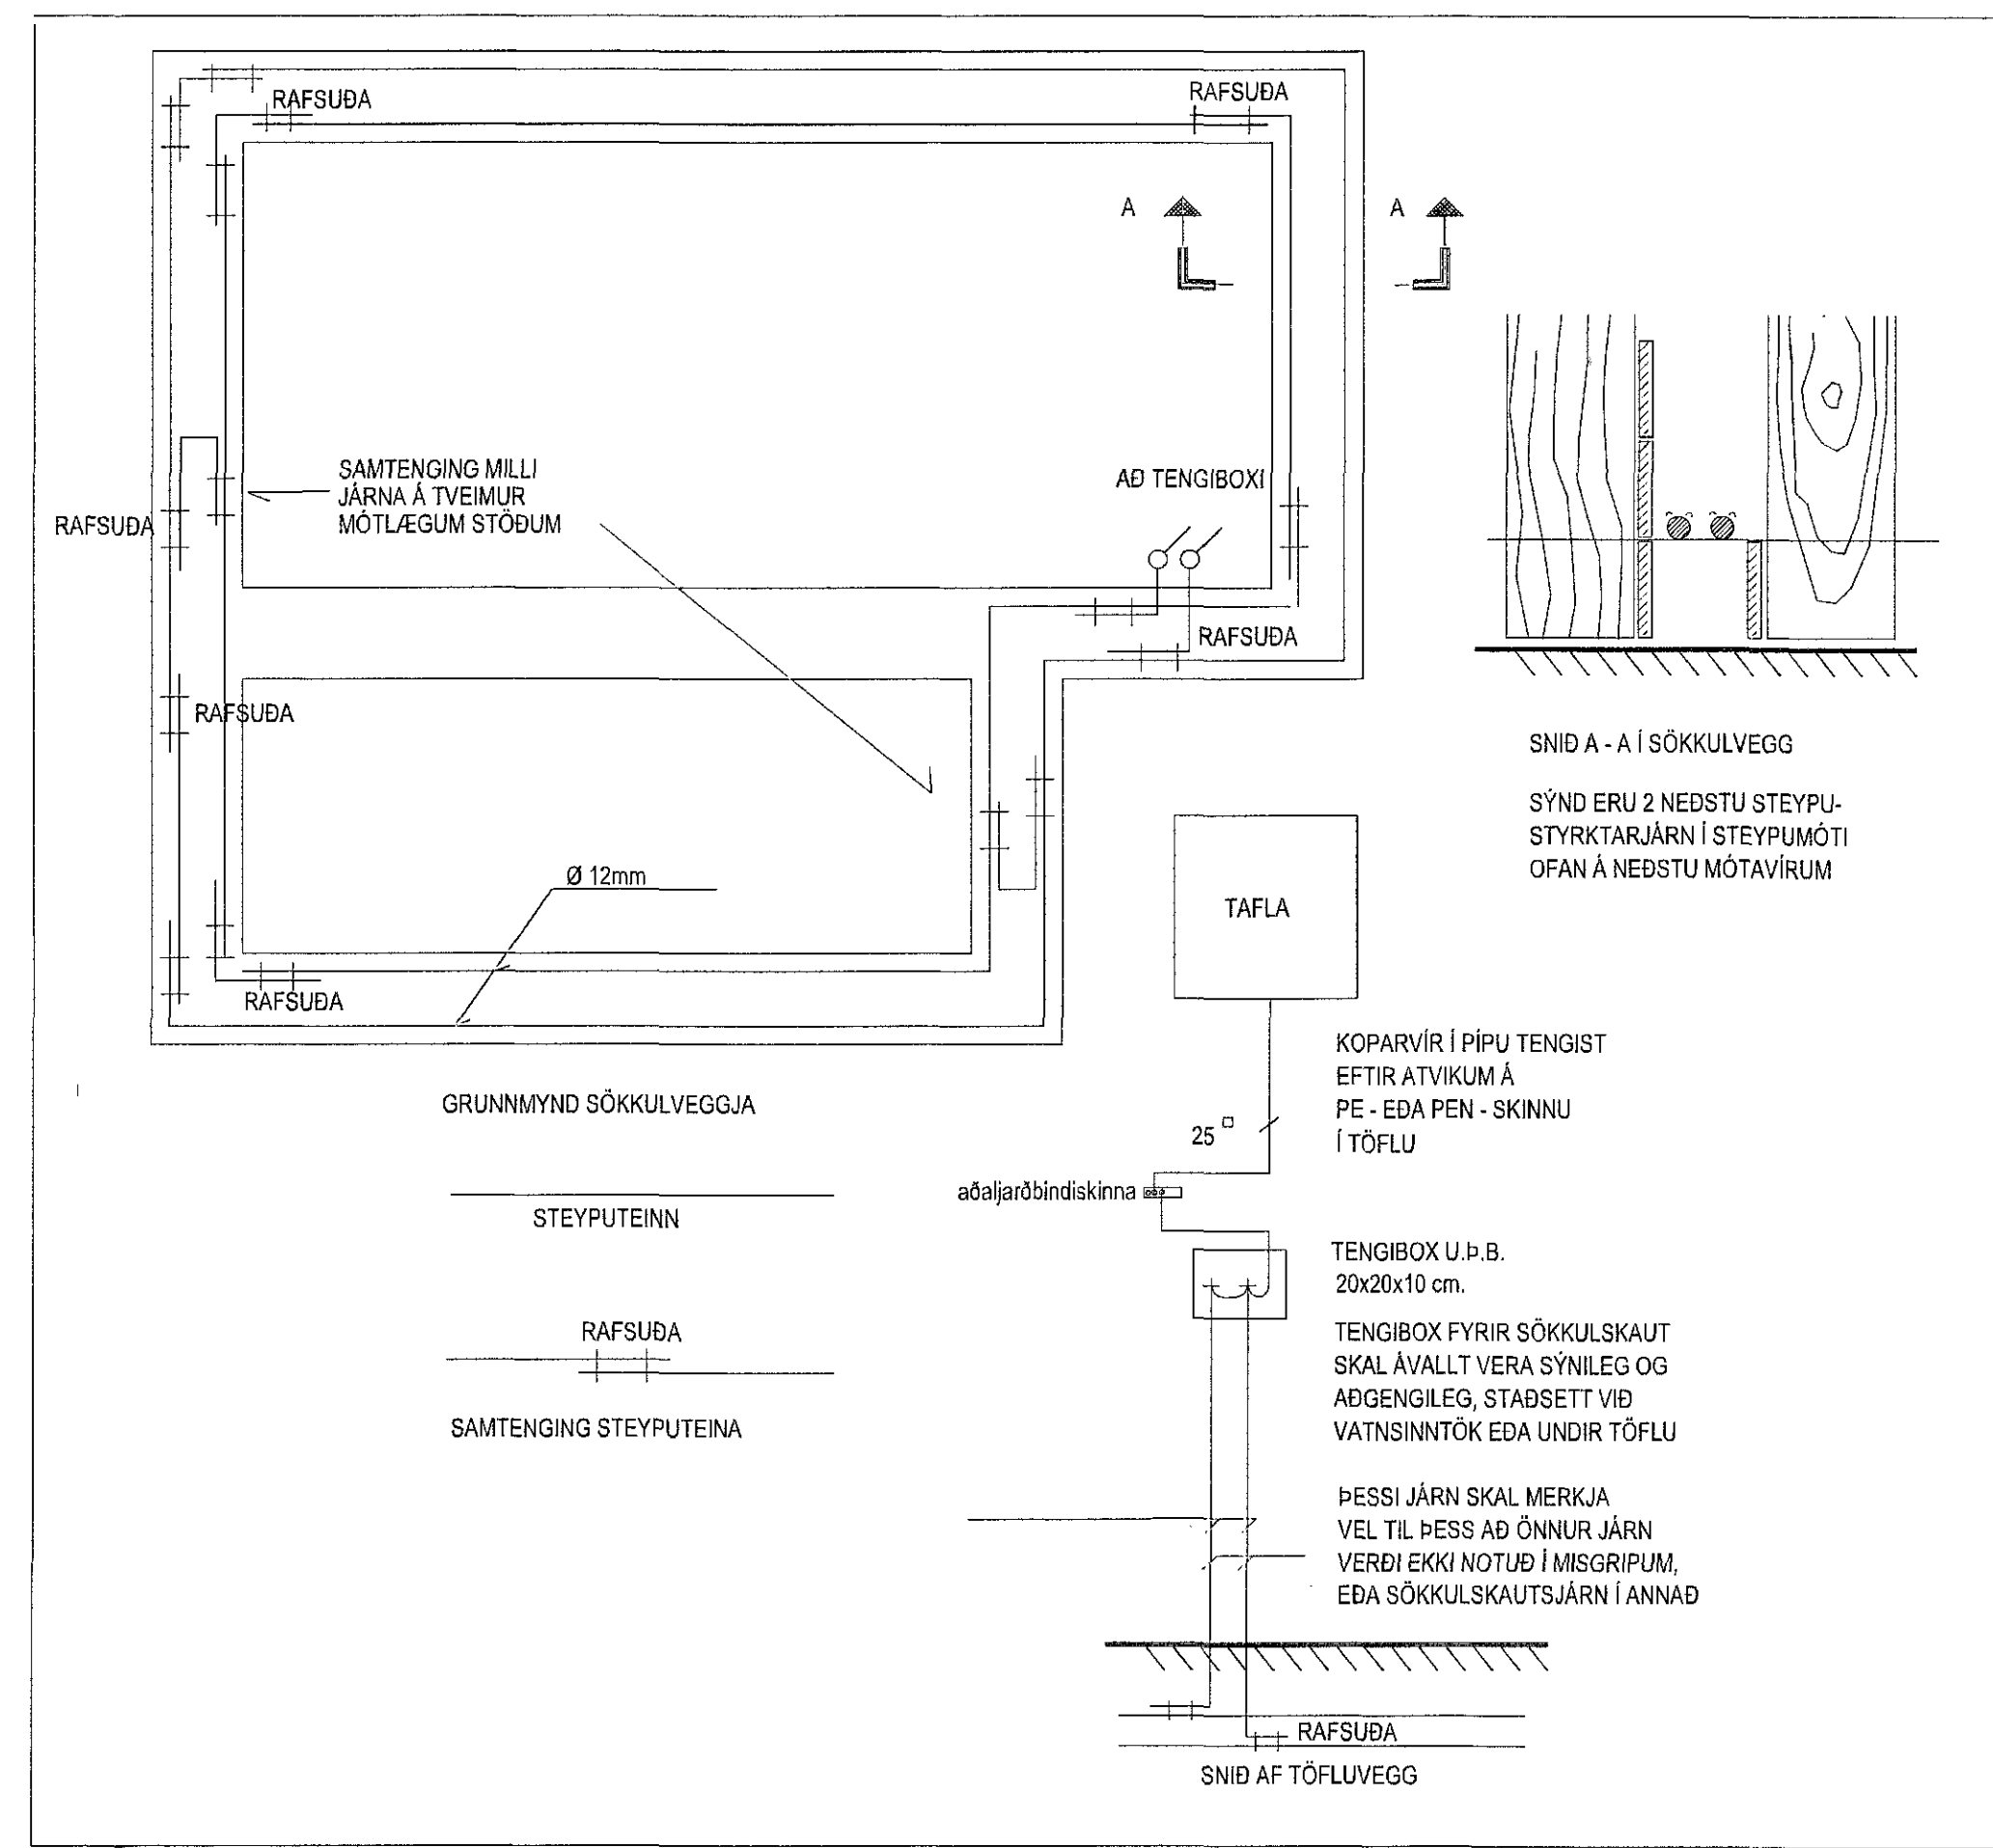 RAFSUÐA
RAFSUÐA
A
A
SAMTENGING MILLI
JÁRNA Á TVEIMUR
MÓTLÆGUM STÖÐUM
AÐ TENGIBOXI
RAFSUÐA
RAFSUÐA
RAFSUÐA
Ø 12mm
RAFSUÐA
GRUNNMYND SÖKKULVEGGJA
STEYPUTEINN
RAFSUÐA
SAMTENGING STEYPUTEINA
SNIÐ A - A Í SÖKKULVEGG
SÝND ERU 2 NEÐSTU STEYPU-
STYRKTARJÁRN Í STEYPUMÓTI
OFAN Á NEÐSTU MÓTAVÍRUM
TAFLA
KOPARVÍR Í PÍPU TENGIST
EFTIR ATVIKUM Á
PE - EÐA PEN - SKINNU
Í TÖFLU
25 □
aðaljarðbindiskinna
TENGIBOX U.Þ.B.
20x20x10 cm.
TENGIBOX FYRIR SÖKKULSKAUT
SKAL ÁVALLT VERA SÝNILEG OG
AÐGENGILEG, STAÐSETT VIÐ
VATNSINNTÖK EÐA UNDIR TÖFLU
ÞESSI JÁRN SKAL MERKJA
VEL TIL ÞESS AÐ ÖNNUR JÁRN
VERÐI EKKI NOTUÐ Í MISGRIPUM,
EÐA SÖKKULSKAUTSJÁRN Í ANNAÐ
RAFSUÐA
SNIÐ AF TÖFLUVEGG